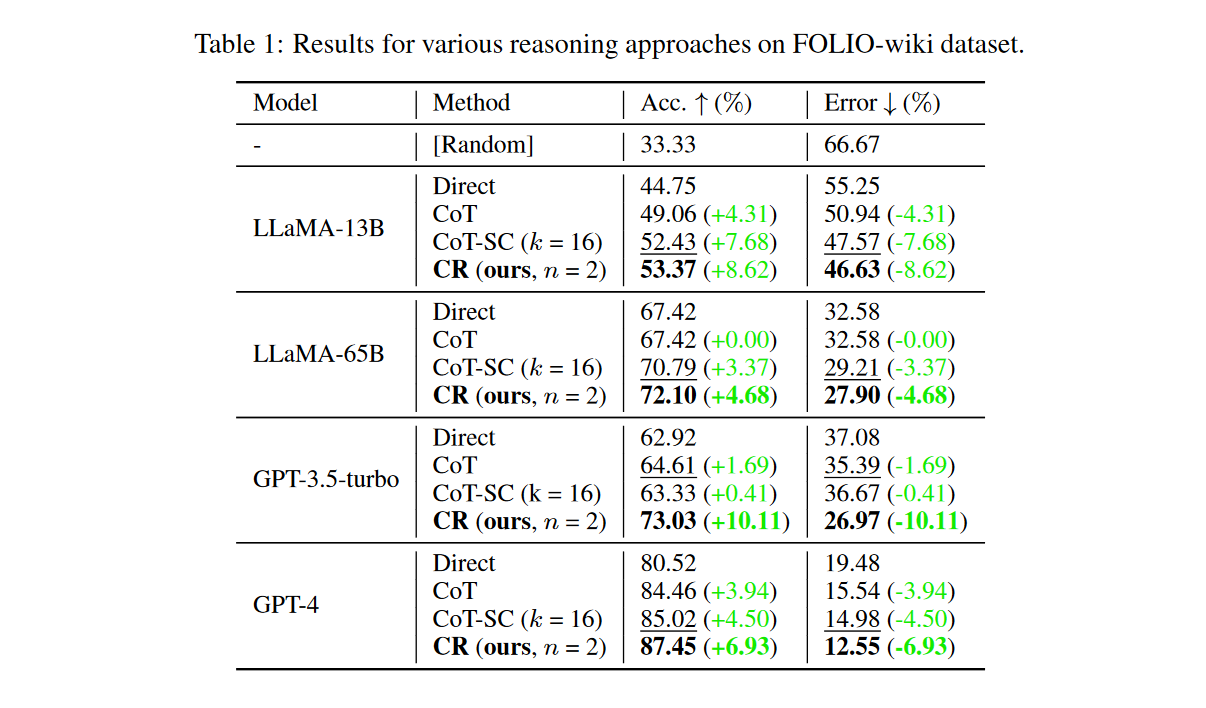 Table 1: Results for various reasoning approaches on FOLIO-wiki dataset.
Model Method Acc. ↑ (%) Error ↓ (%)
- [Random] 33.33 66.67
LLaMA-13B
Direct 44.75 55.25
CoT 49.06 (+4.31) 50.94 (-4.31)
CoT-SC (k = 16) 52.43 (+7.68) 47.57 (-7.68)
CR (ours, n = 2) 53.37 (+8.62) 46.63 (-8.62)
LLaMA-65B
Direct 67.42 32.58
CoT 67.42 (+0.00) 32.58 (-0.00)
CoT-SC (k = 16) 70.79 (+3.37) 29.21 (-3.37)
CR (ours, n = 2) 72.10 (+4.68) 27.90 (-4.68)
GPT-3.5-turbo
Direct 62.92 37.08
CoT 64.61 (+1.69) 35.39 (-1.69)
CoT-SC (k = 16) 63.33 (+0.41) 36.67 (-0.41)
CR (ours, n = 2) 73.03 (+10.11) 26.97 (-10.11)
GPT-4
Direct 80.52 19.48
CoT 84.46 (+3.94) 15.54 (-3.94)
CoT-SC (k = 16) 85.02 (+4.50) 14.98 (-4.50)
CR (ours, n = 2) 87.45 (+6.93) 12.55 (-6.93)